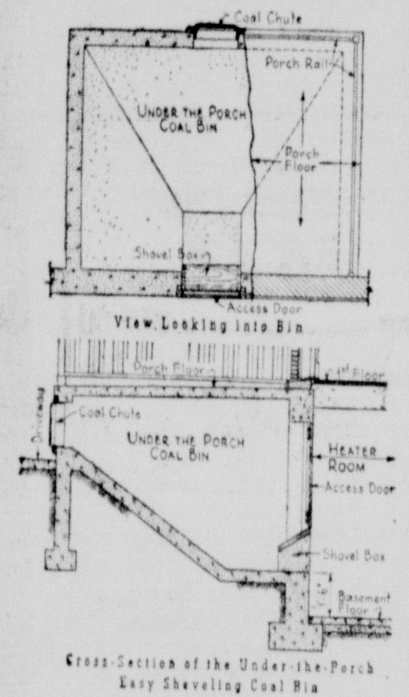 Coal Chute
Porch Rail
UNDER THE PORCH
COAL BIN
Porch
Floor
Shovel Box
Access Door
View Looking Into Bin
Porch Floor
1st Floor
Coal Chute
Driveway
UNDER THE PORCH
COAL BIN
HEATER
ROOM
Access Door
Shovel Box
Basement
Floor
Cross-Section of the Under-the-Porch
Easy Shoveling Coal Bin